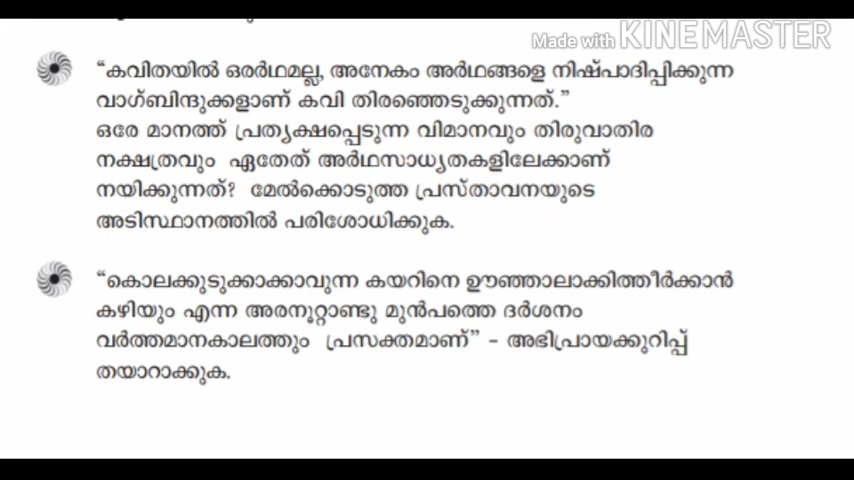 Made with KINEMASTER
“കവിതയിൽ ഒരർഥമല്ല, അനേകം അർഥങ്ങളെ നിഷ്പാദിപ്പിക്കുന്ന
വാഗ്ബിന്ദുക്കളാണ് കവി തിരഞ്ഞെടുക്കുന്നത്.”
ഒരേ മാനത്ത് പ്രത്യക്ഷപ്പെടുന്ന വിമാനവും തിരുവാതിര
നക്ഷത്രവും ഏതേത് അർഥസാധ്യതകളിലേക്കാണ്
നയിക്കുന്നത്? മേൽക്കൊടുത്ത പ്രസ്താവനയുടെ
അടിസ്ഥാനത്തിൽ പരിശോധിക്കുക.
“കൊലക്കുടുക്കാക്കാവുന്ന കയറിനെ ഊഞ്ഞാലാക്കിത്തീർക്കാൻ
കഴിയും എന്ന അരനൂറ്റാണ്ടു മുൻപത്തെ ദർശനം
വർത്തമാനകാലത്തും പ്രസക്തമാണ്” - അഭിപ്രായക്കുറിപ്പ്
തയാറാക്കുക.